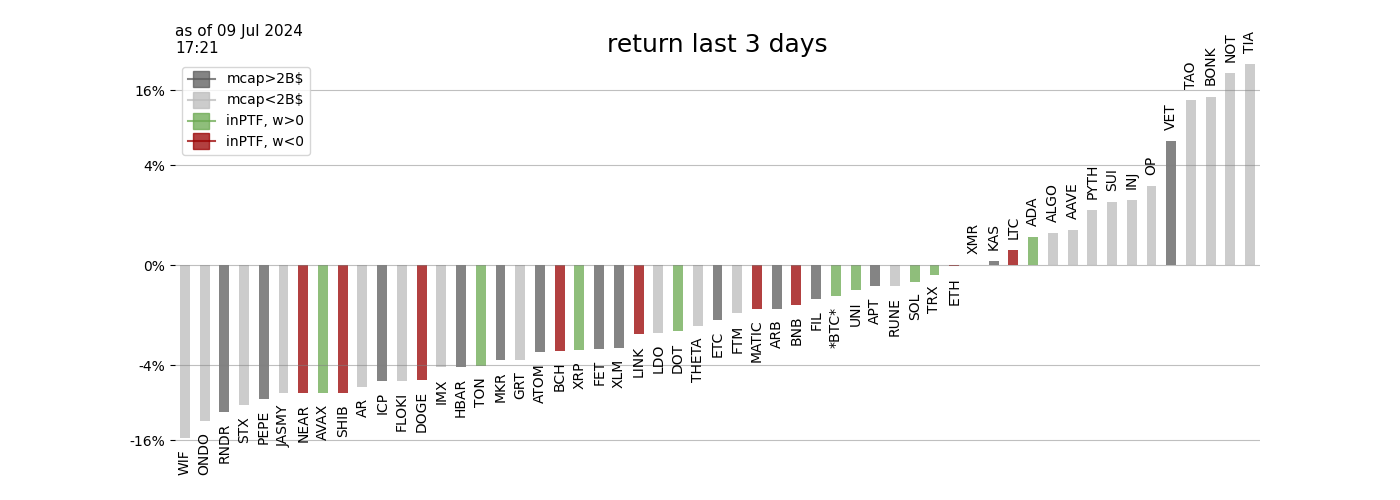 as of 09 Jul 2024
17:21
return last 3 days
mcap>2B$
mcap<2B$
inPTF, w>0
inPTF, w<0
16%
4%
0%
-4%
-16%
WIF
ONDO
RNDR
STX
PEPE
JASMY
NEAR
AVAX
SHIB
AR
ICP
FLOKI
DOGE
IMX
HBAR
TON
MKR
GRT
ATOM
BCH
XRP
FET
XLM
LINK
LDO
DOT
THETA
ETC
FTM
MATIC
ARB
BNB
FIL
*BTC*
UNI
APT
RUNE
SOL
TRX
ETH
XMR
KAS
LTC
ADA
ALGO
AAVE
PYTH
SUI
INJ
OP
VET
TAO
BONK
NOT
TIA